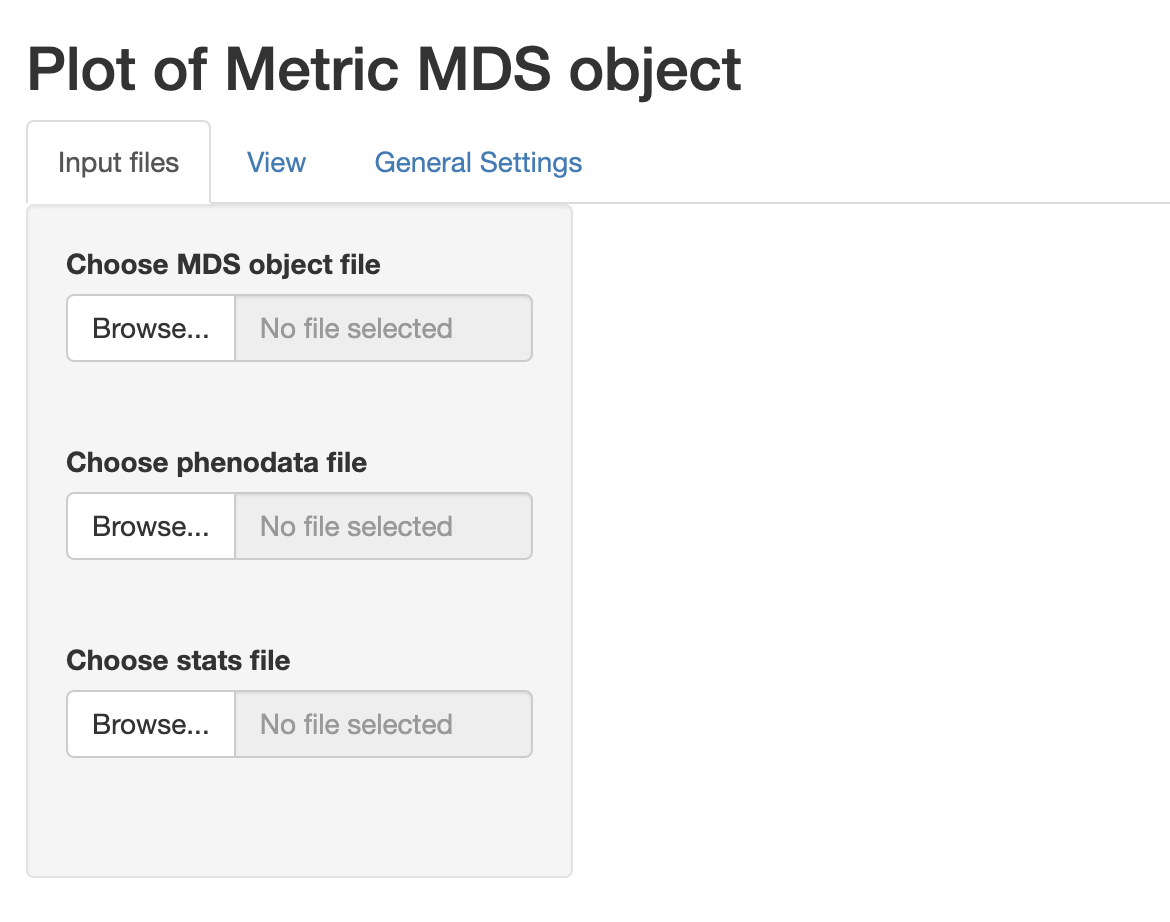 Plot of Metric MDS object
Input files View General Settings
Choose MDS object file
Browse... No file selected
Choose phenodata file
Browse... No file selected
Choose stats file
Browse... No file selected